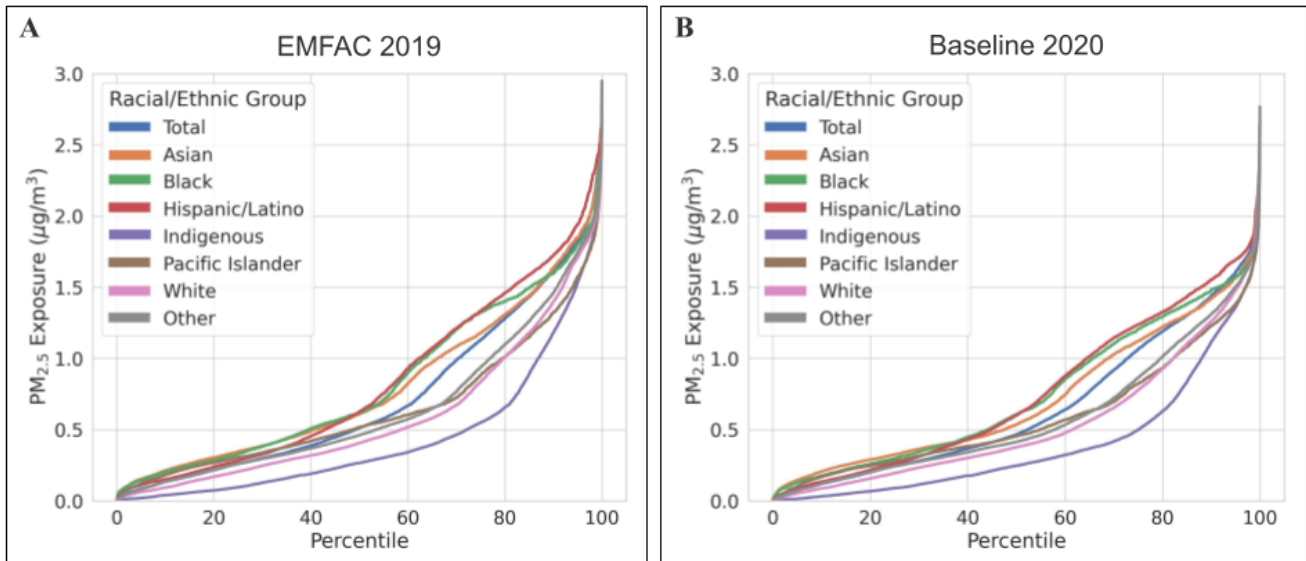 A
EMFAC 2019
3.0
2.5
2.0
1.5
1.0
0.5
0.0
PM2.5 Exposure (μg/m³)
Racial/Ethnic Group
Total
Asian
Black
Hispanic/Latino
Indigenous
Pacific Islander
White
Other
0 20 40 60 80 100
Percentile
B
Baseline 2020
3.0
2.5
2.0
1.5
1.0
0.5
0.0
PM2.5 Exposure (μg/m³)
Racial/Ethnic Group
Total
Asian
Black
Hispanic/Latino
Indigenous
Pacific Islander
White
Other
0 20 40 60 80 100
Percentile